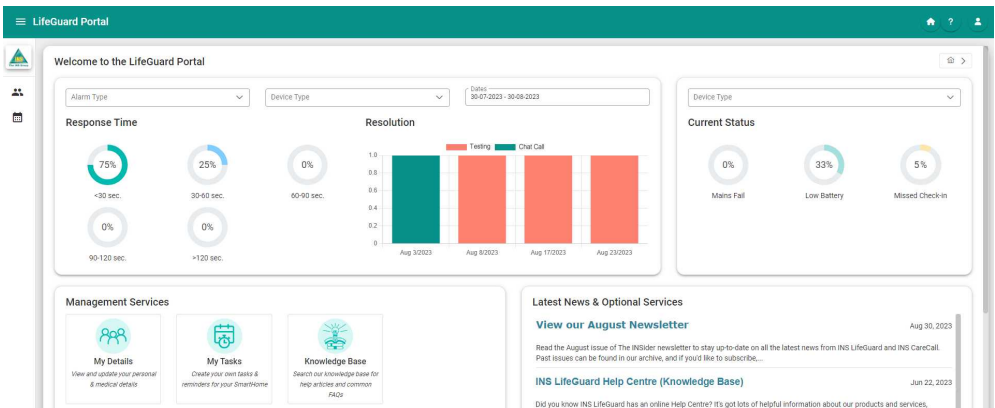 LifeGuard Portal
?
Welcome to the LifeGuard Portal
Alarm Type
Device Type
Dates
30-07-2023 - 30-08-2023
Response Time
75%
<30 sec.
25%
30-60 sec.
0%
60-90 sec.
0%
90-120 sec.
0%
>120 sec.
Resolution
Testing
Chat Call
1.0
0.8
0.6
0.4
0.2
0
Aug 3/2023
Aug 8/2023
Aug 17/2023
Aug 23/2023
Device Type
Current Status
0%
Mains Fail
33%
Low Battery
5%
Missed Check-in
Management Services
My Details
View and update your personal
& medical details
My Tasks
Create your own tasks &
reminders for your SmartHome
Knowledge Base
Search our knowledge base for
help articles and common
FAQs
Latest News & Optional Services
View our August Newsletter
Aug 30, 2023
Read the August issue of The INSider newsletter to stay up-to-date on all the latest news from INS LifeGuard and INS CareCall.
Past issues can be found in our archive, and if you'd like to subscribe,...
INS LifeGuard Help Centre (Knowledge Base)
Jun 22, 2023
Did you know INS LifeGuard has an online Help Centre? It's got lots of helpful information about our products and services,